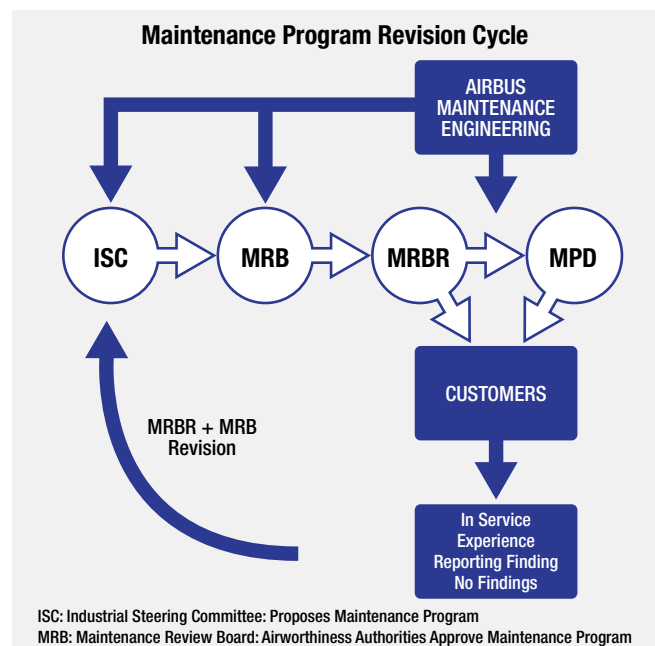 Maintenance Program Revision Cycle
AIRBUS
MAINTENANCE
ENGINEERING
ISC
MRB
MRBR
MPD
CUSTOMERS
MRBR + MRB
Revision
In Service
Experience
Reporting Finding
No Findings
ISC: Industrial Steering Committee: Proposes Maintenance Program
MRB: Maintenance Review Board: Airworthiness Authorities Approve Maintenance Program